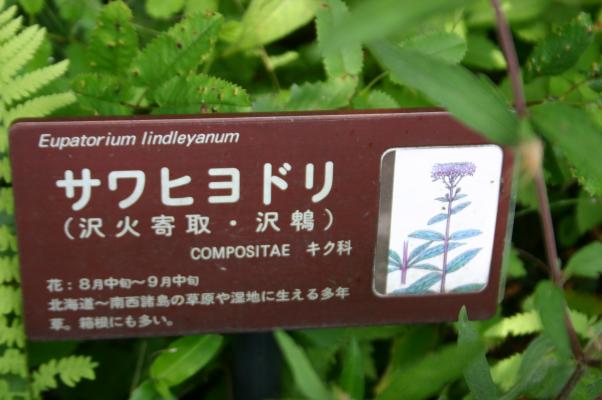 Eupatorium lindleyanum
サワヒヨドリ
(沢火寄取・沢鵯)
COMPOSITAE キク科
花：8月中旬～9月中旬
北海道～南西諸島の草原や湿地に生える多年
草。箱根にも多い。